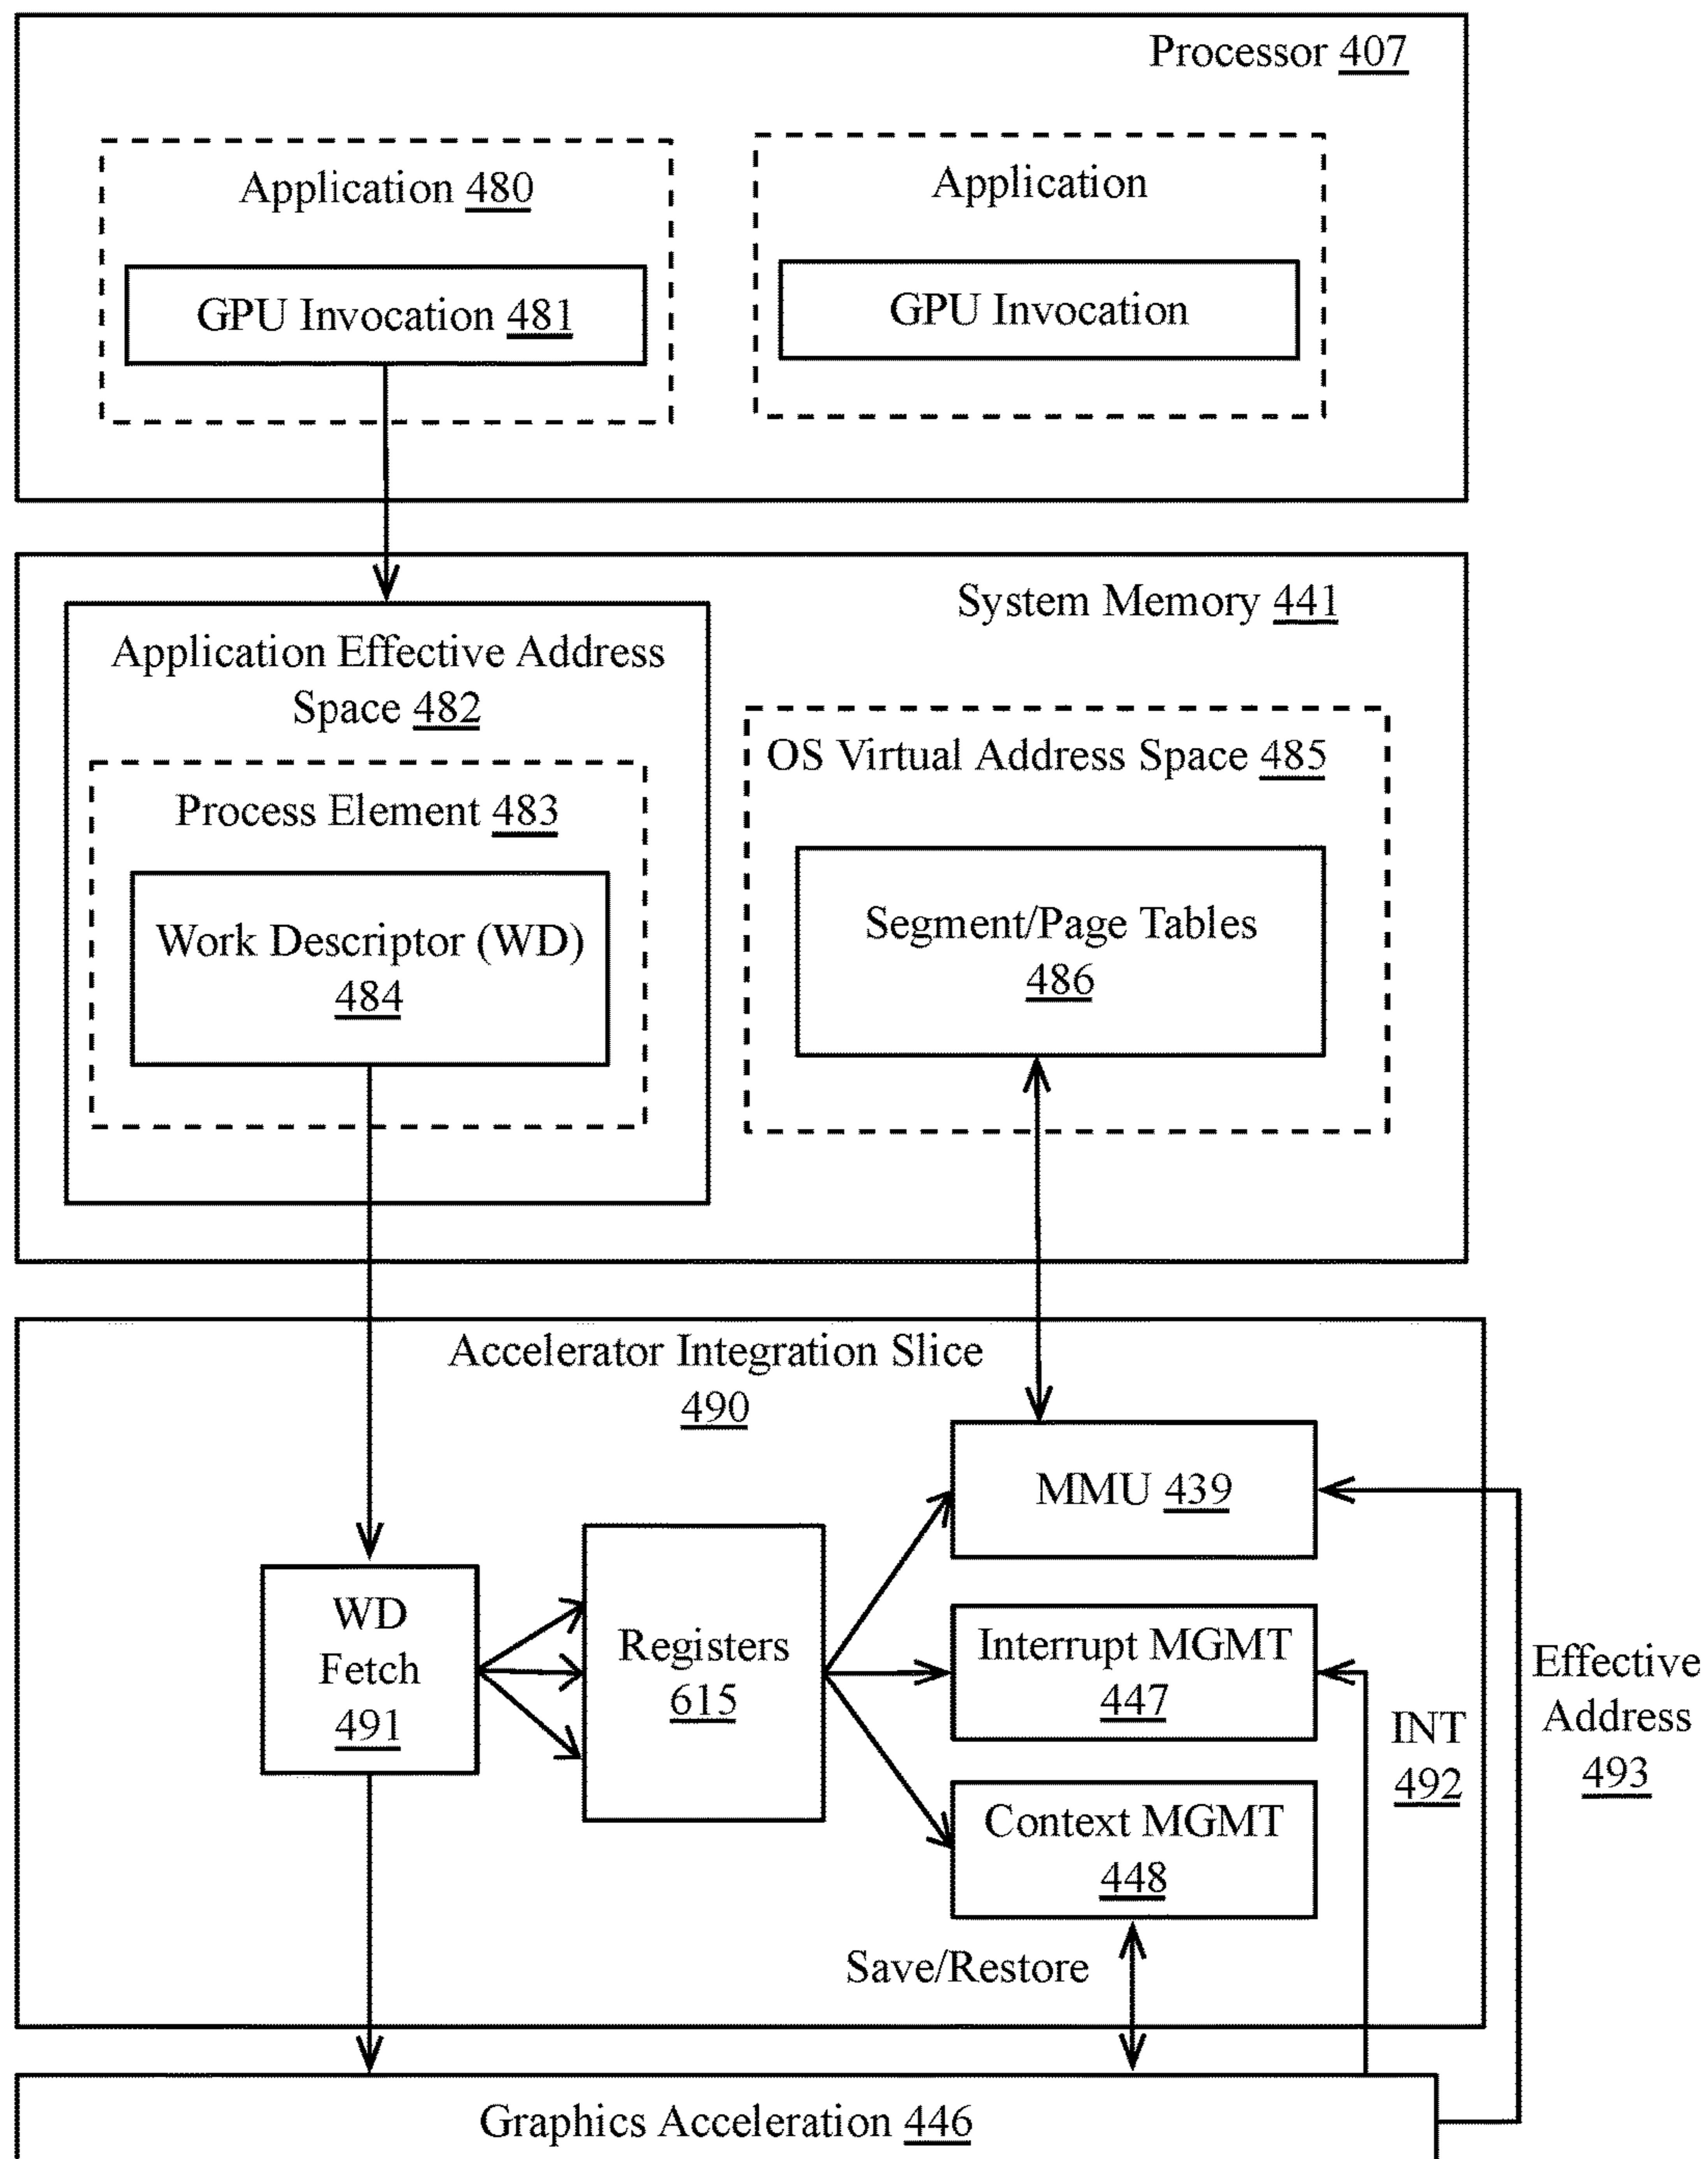 Processor 407
Application 480
GPU Invocation 481
Application
GPU Invocation
System Memory 441
Application Effective Address
Space 482
Process Element 483
Work Descriptor (WD)
484
OS Virtual Address Space 485
Segment/Page Tables
486
Accelerator Integration Slice
490
WD
Fetch
491
Registers
615
MMU 439
Interrupt MGMT
447
Context MGMT
448
Save/Restore
INT
492
Effective
Address
493
Graphics Acceleration 446